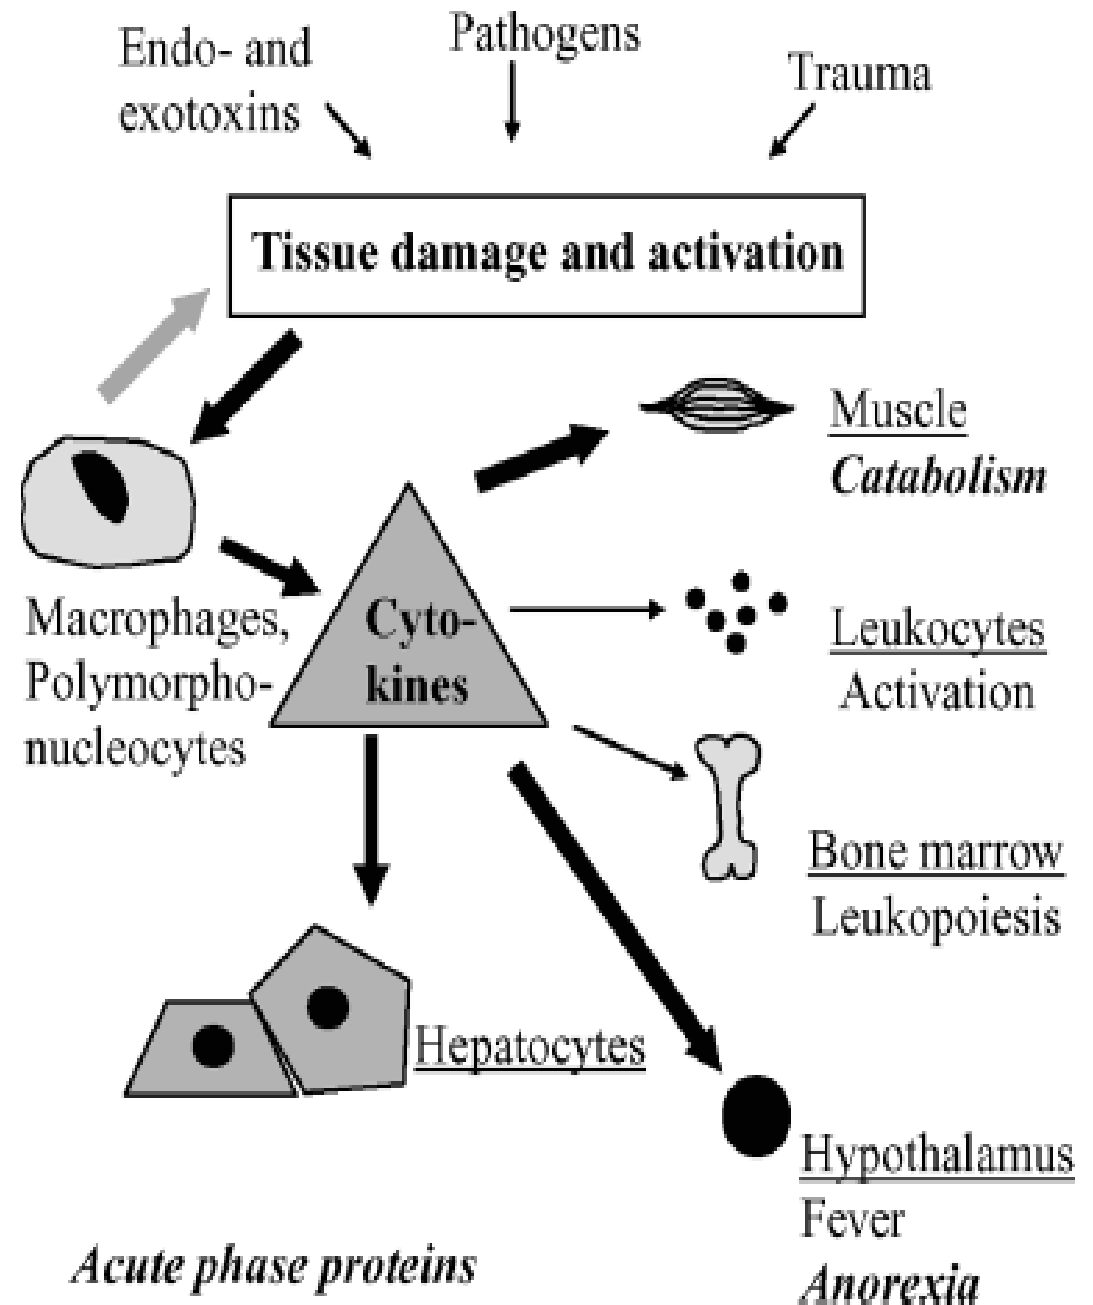 Endo- and
exotoxins
Pathogens
Trauma
Tissue damage and activation
Muscle
Catabolism
Macrophages,
Polymorpho-
nucleocytes
Cyto-
kines
Leukocytes
Activation
Bone marrow
Leukopoiesis
Hepatocytes
Hypothalamus
Fever
Anorexia
Acute phase proteins